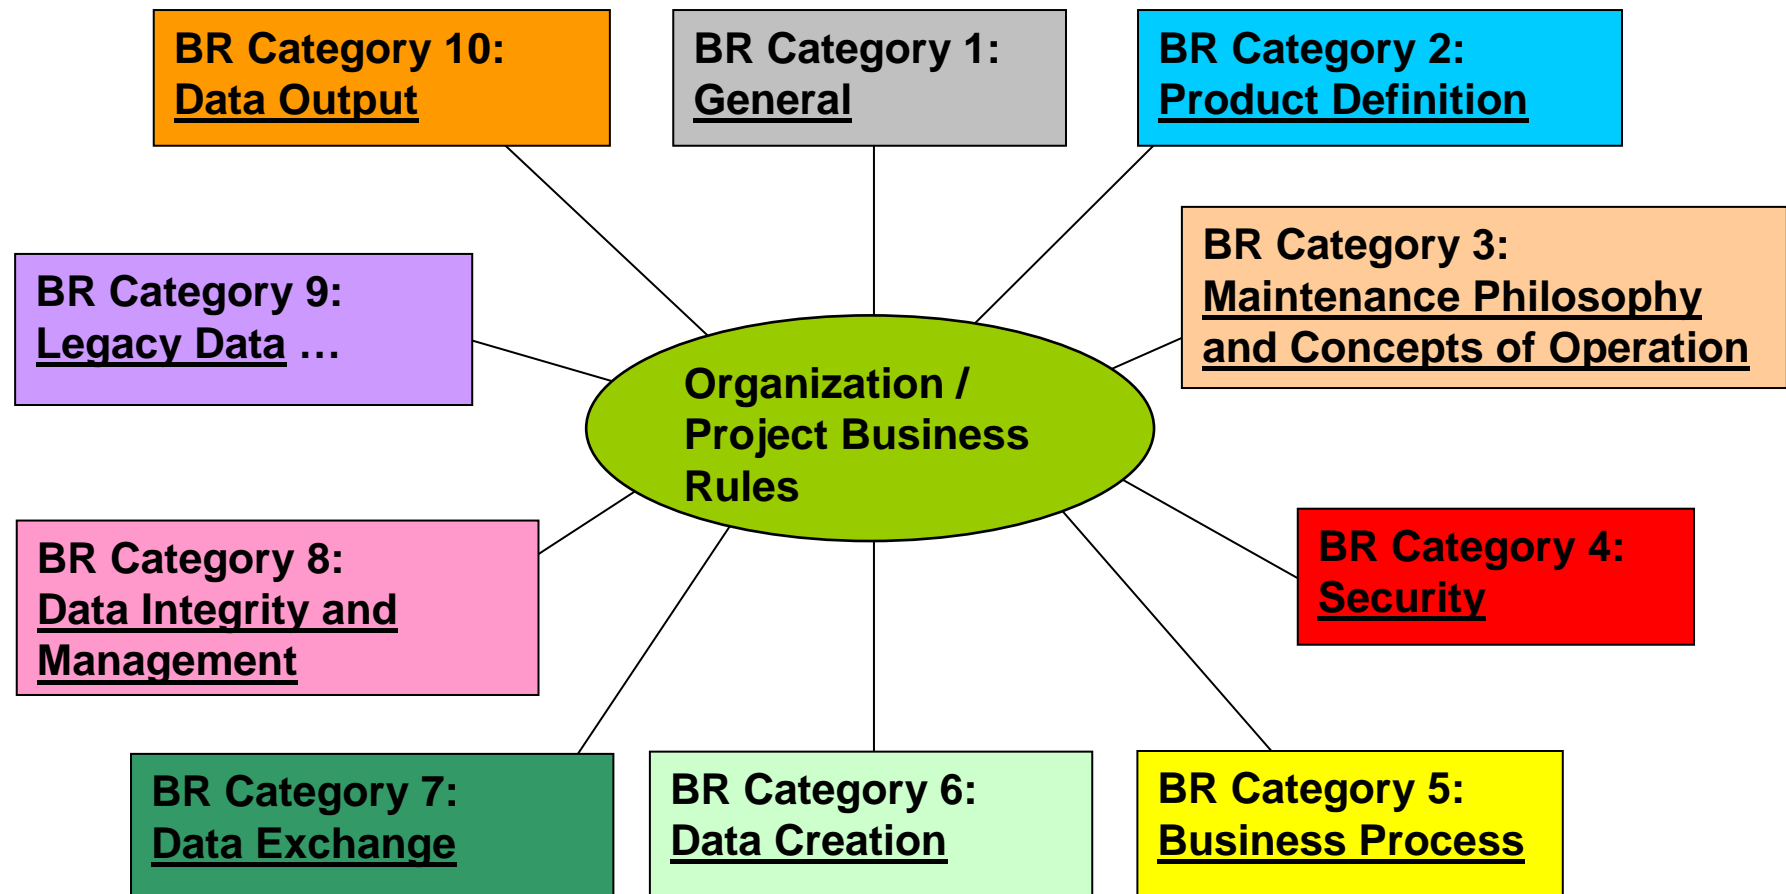 BR Category 10:
Data Output
BR Category 1:
General
BR Category 2:
Product Definition
BR Category 3:
Maintenance Philosophy
and Concepts of Operation
BR Category 9:
Legacy Data …
Organization /
Project Business
Rules
BR Category 4:
Security
BR Category 8:
Data Integrity and
Management
BR Category 7:
Data Exchange
BR Category 6:
Data Creation
BR Category 5:
Business Process